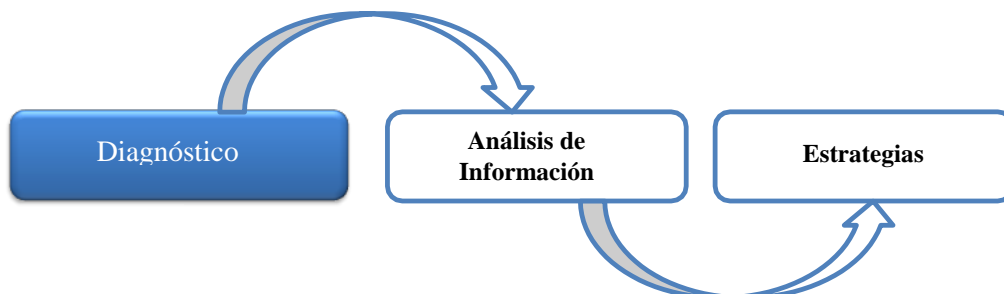 Diagnóstico
Análisis de
Información
Estrategias